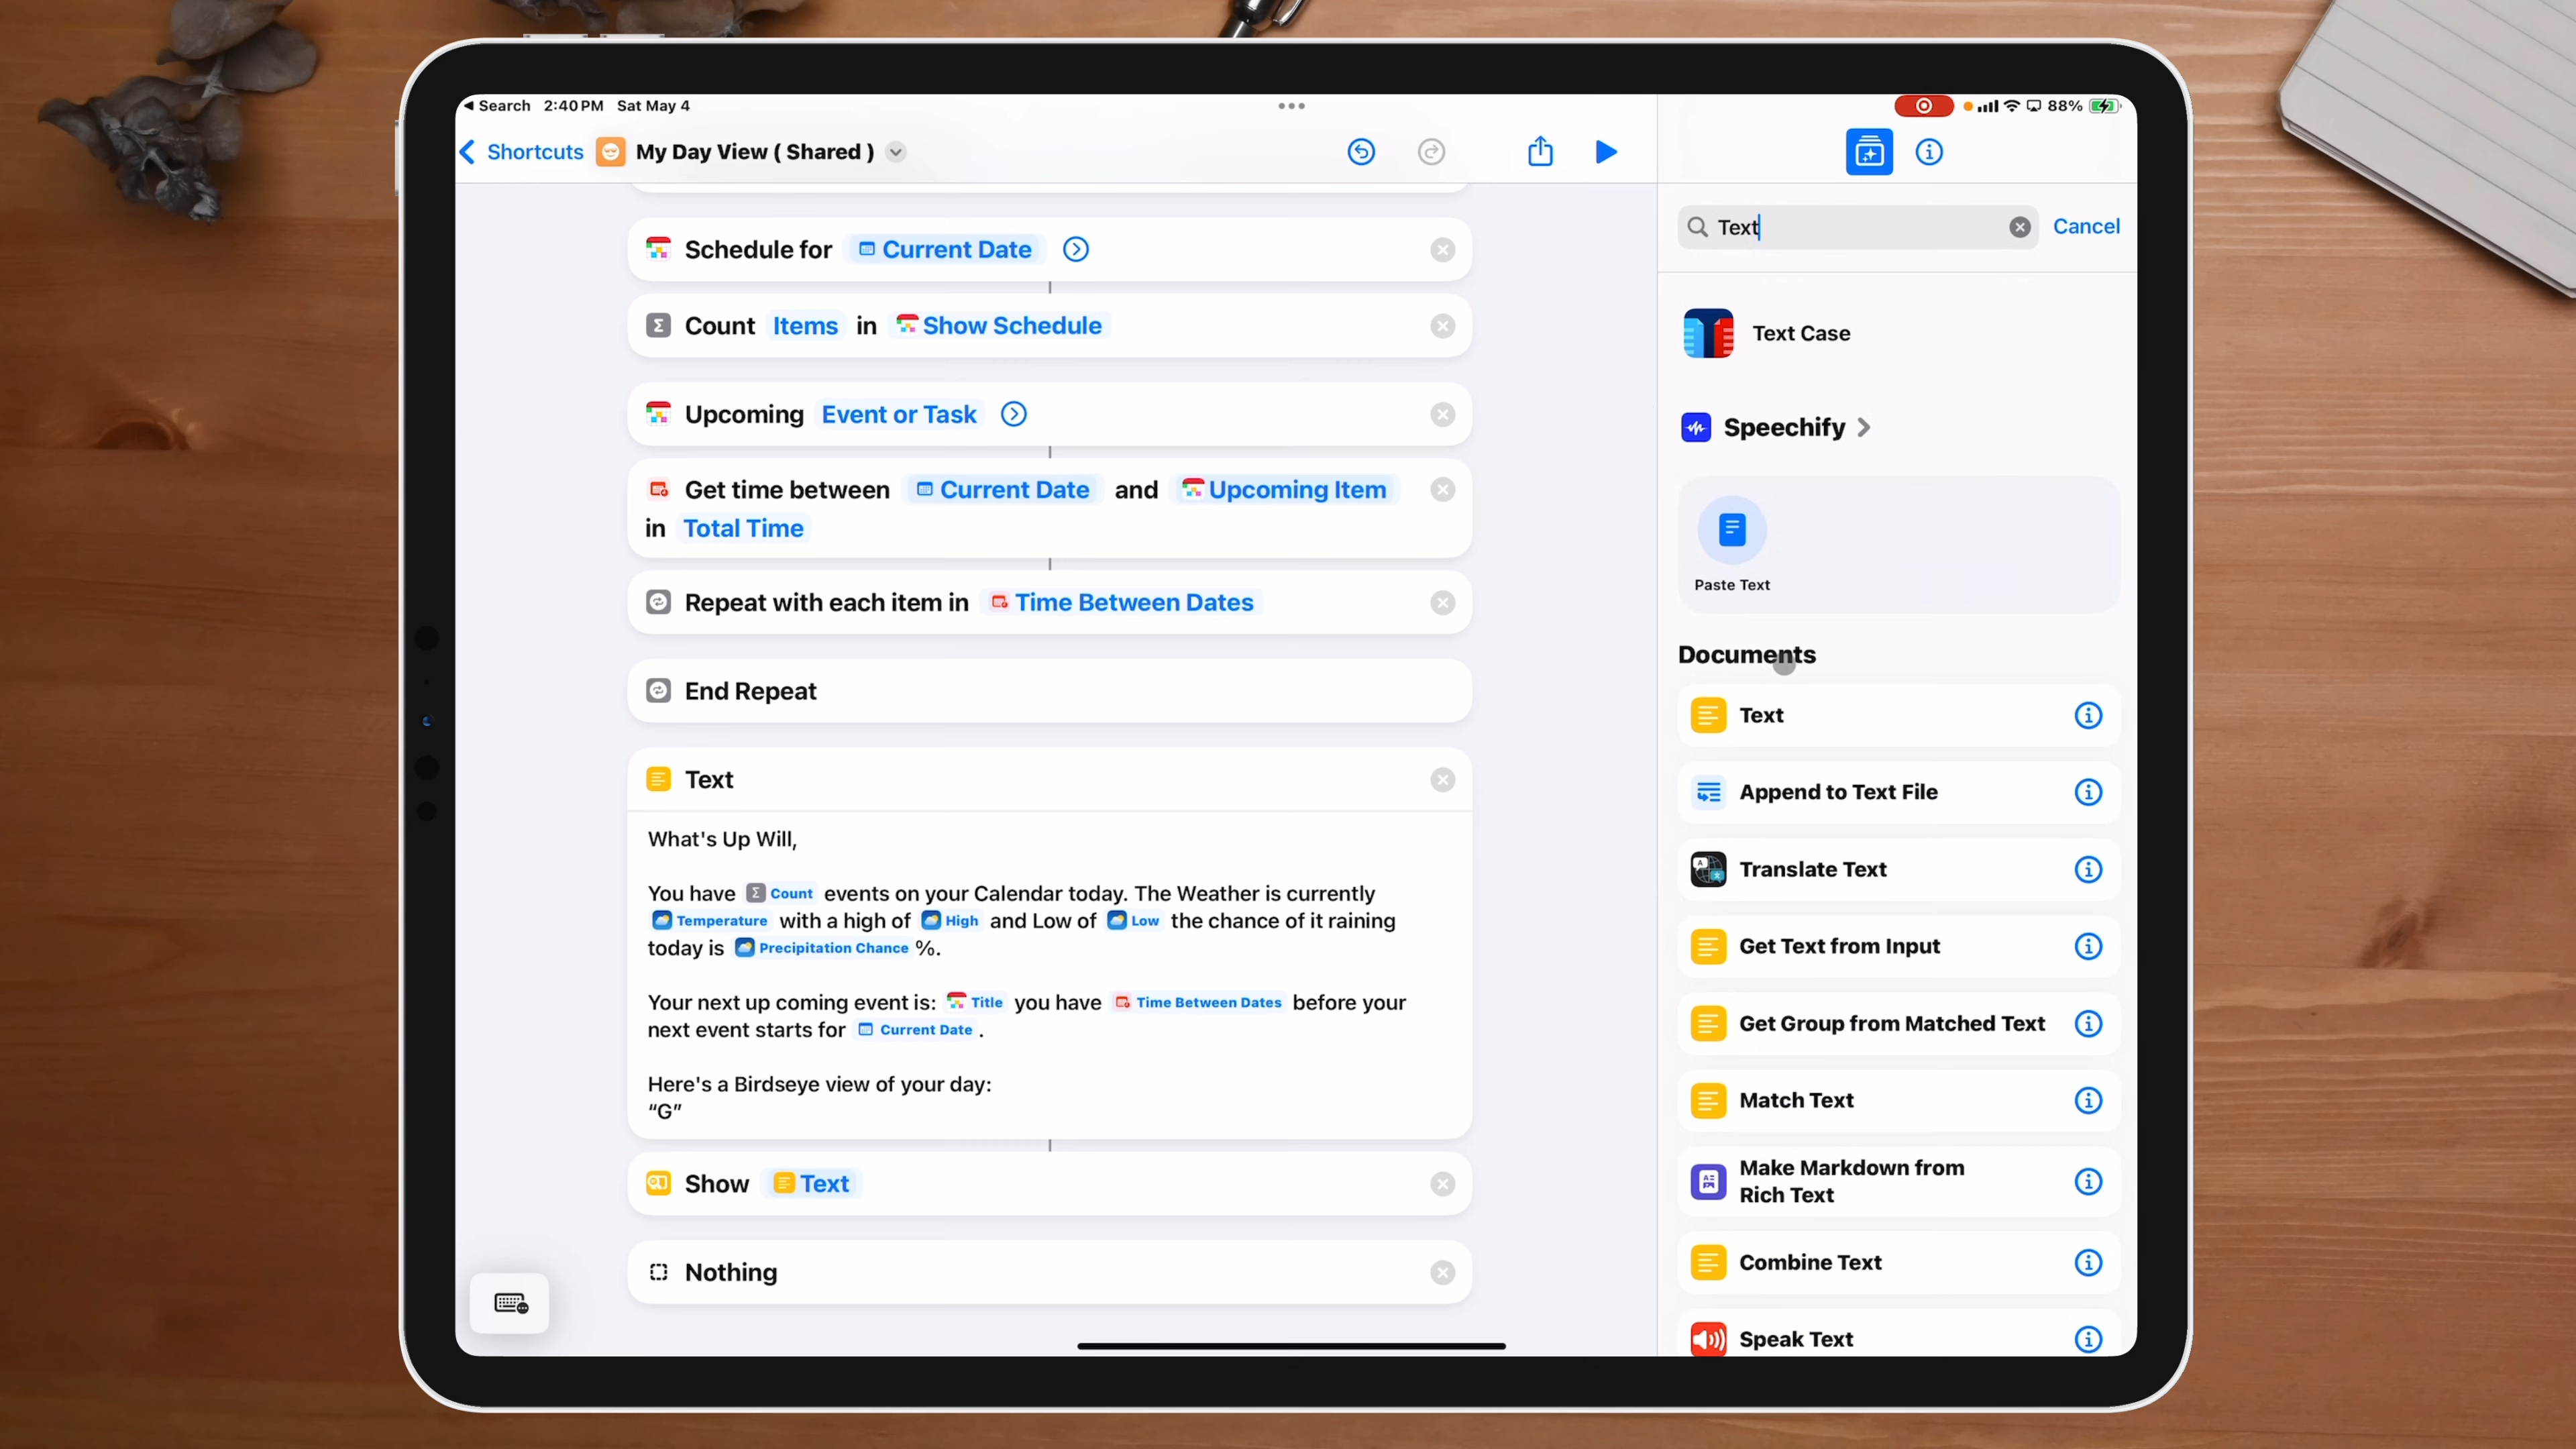 Search 2:40 PM Sat May 4
88%
Shortcuts My Day View ( Shared )
Schedule for Current Date
Count Items in Show Schedule
Upcoming Event or Task
Get time between Current Date and Upcoming Item
in Total Time
Repeat with each item in Time Between Dates
End Repeat
Text
What's Up Will,
You have Count events on your Calendar today. The Weather is currently
Temperature with a high of High and Low of Low the chance of it raining
today is Precipitation Chance %.
Your next up coming event is: Title you have Time Between Dates before your
next event starts for Current Date .
Here's a Birdseye view of your day:
“G”
Show Text
Nothing
Text
Cancel
Text Case
Speechify
Paste Text
Documents
Text
Append to Text File
Translate Text
Get Text from Input
Get Group from Matched Text
Match Text
Make Markdown from
Rich Text
Combine Text
Speak Text